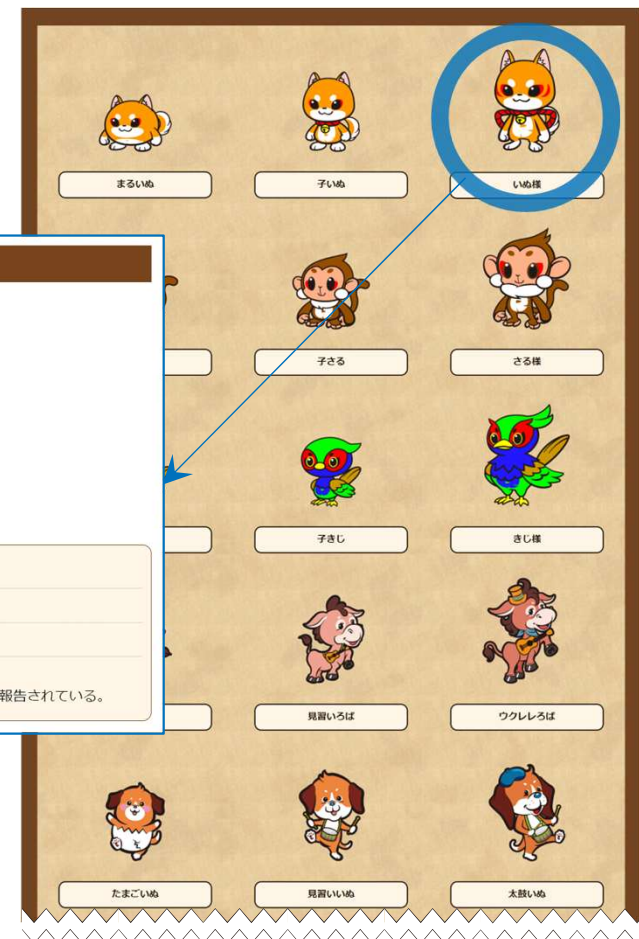 まるいぬ
子いぬ
いぬ様
子さる
さる様
子きじ
きじ様
報告されている。
見習いろば
ウクレレろば
たまごいぬ
見習いいぬ
太鼓いぬ